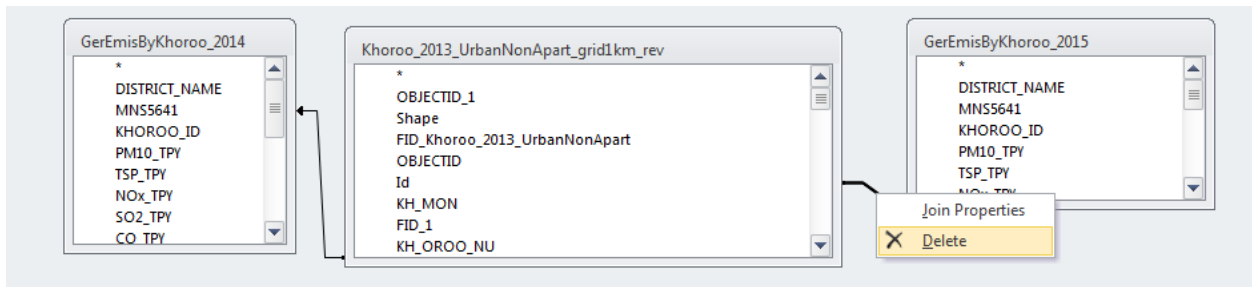 GerEmisByKhoroo_2014
*
DISTRICT_NAME
MNS5641
KHOROO_ID
PM10_TPY
TSP_TPY
NOx_TPY
SO2_TPY
CO_TPY
Khoroo_2013_UrbanNonApart_grid1km_rev
*
OBJECTID_1
Shape
FID_Khoroo_2013_UrbanNonApart
OBJECTID
Id
KH_MON
FID_1
KH_OROO_NU
GerEmisByKhoroo_2015
*
DISTRICT_NAME
MNS5641
KHOROO_ID
PM10_TPY
TSP_TPY
NOx_TPY
Join Properties
Delete